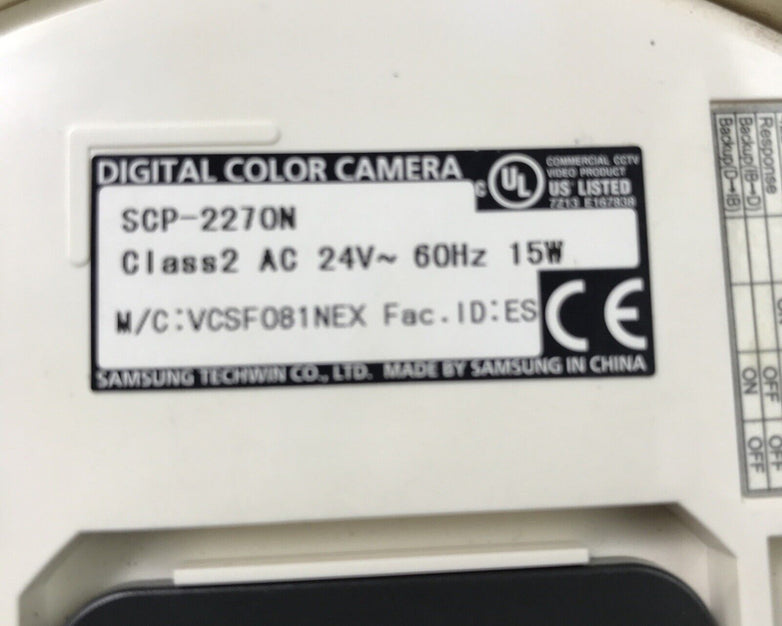 DIGITAL COLOR CAMERA
C UL US LISTED
COMMERCIAL CCTV
VIDEO PRODUCT
7Z13 E167838
SCP-2270N
Class2 AC 24V~ 60Hz 15W
M/C:VCSF081NEX Fac.ID:ES
CE
SAMSUNG TECHWIN CO., LTD. MADE BY SAMSUNG IN CHINA
Response
OFF
OFF
Backup(B→D)
ON
Backup(D→B)
OFF